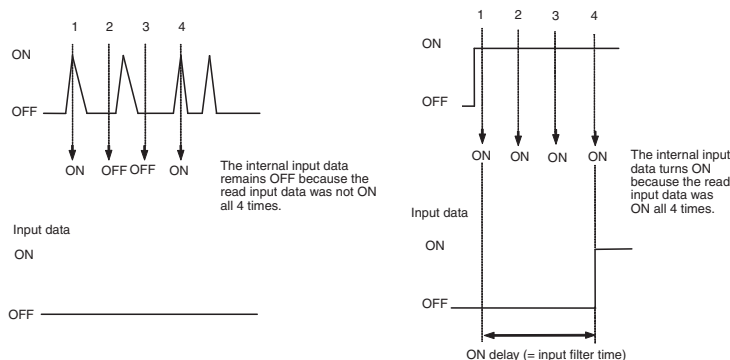 1 2 3 4
ON
OFF
ON OFF OFF ON
The internal input data
remains OFF because the
read input data was not ON
all 4 times.
Input data
ON
OFF
1 2 3 4
ON
OFF
ON ON ON ON
The internal input
data turns ON
because the read
input data was
ON all 4 times.
Input data
ON
OFF
ON delay (= input filter time)